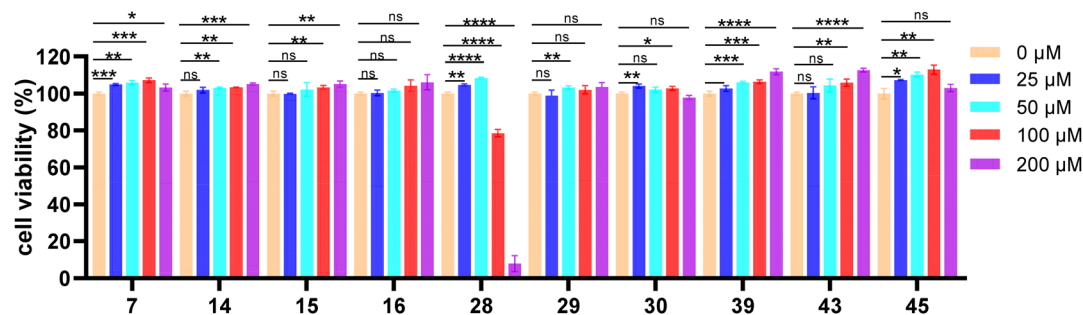 * *** ** ns **** ns ns **** **** ns
*** ** ** ns **** ns * *** ** **
** ** ns ns **** ** ns *** ns **
*** ns ns ns ** ns ** ns *
120
100
80
60
40
20
0
cell viability (%)
7 14 15 16 28 29 30 39 43 45
0 µM
25 µM
50 µM
100 µM
200 µM